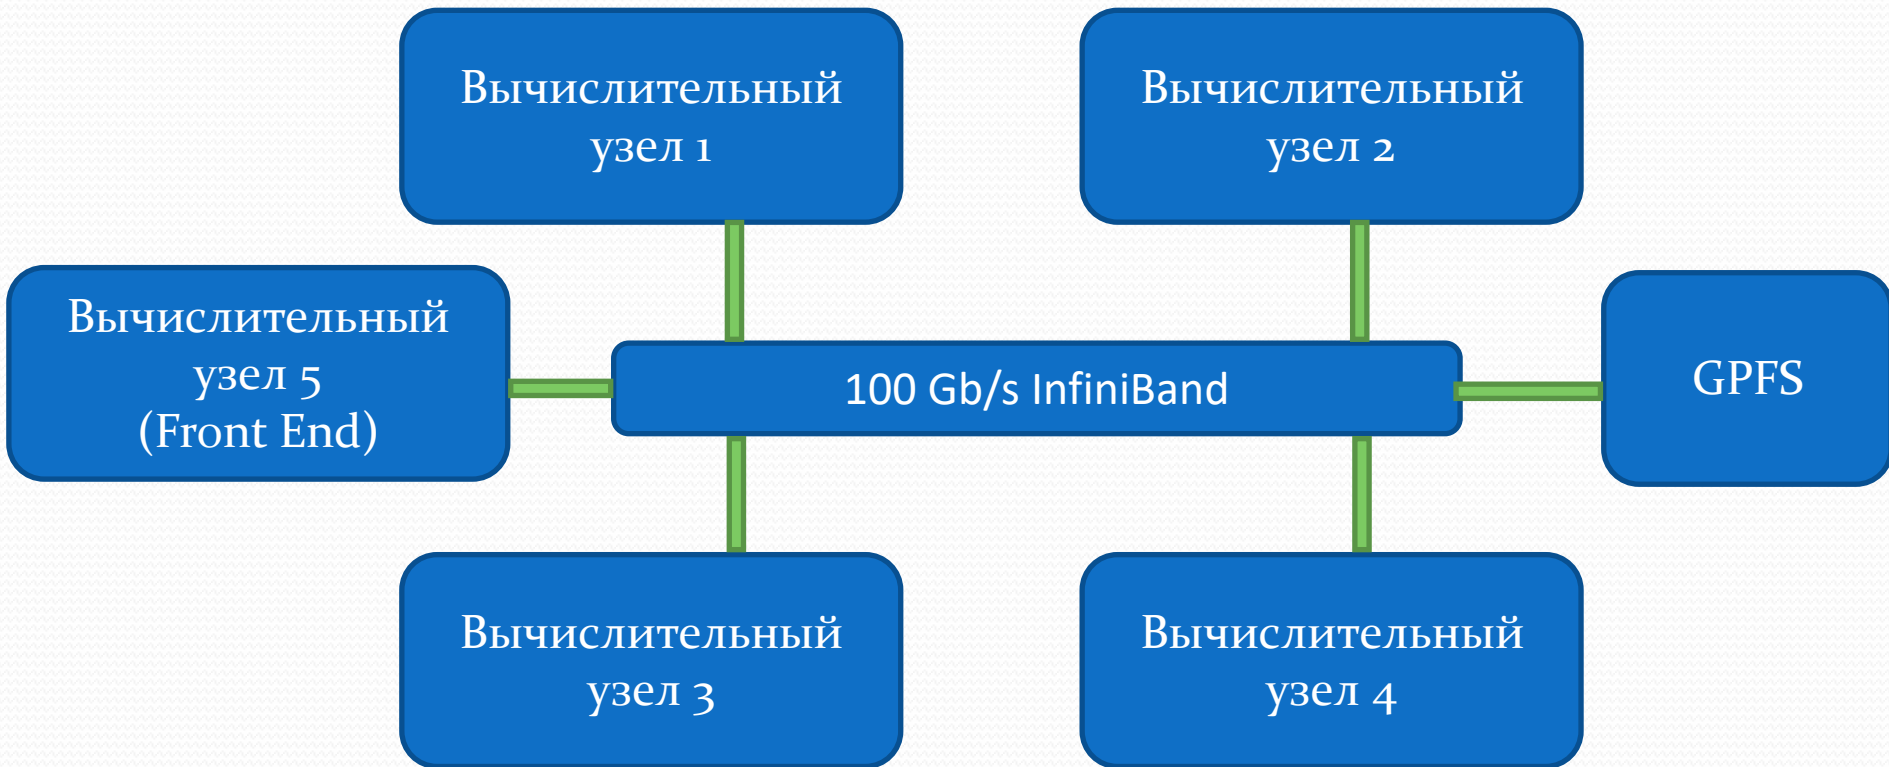 Вычислительный
узел 1
Вычислительный
узел 2
Вычислительный
узел 5
(Front End)
100 Gb/s InfiniBand
GPFS
Вычислительный
узел 3
Вычислительный
узел 4